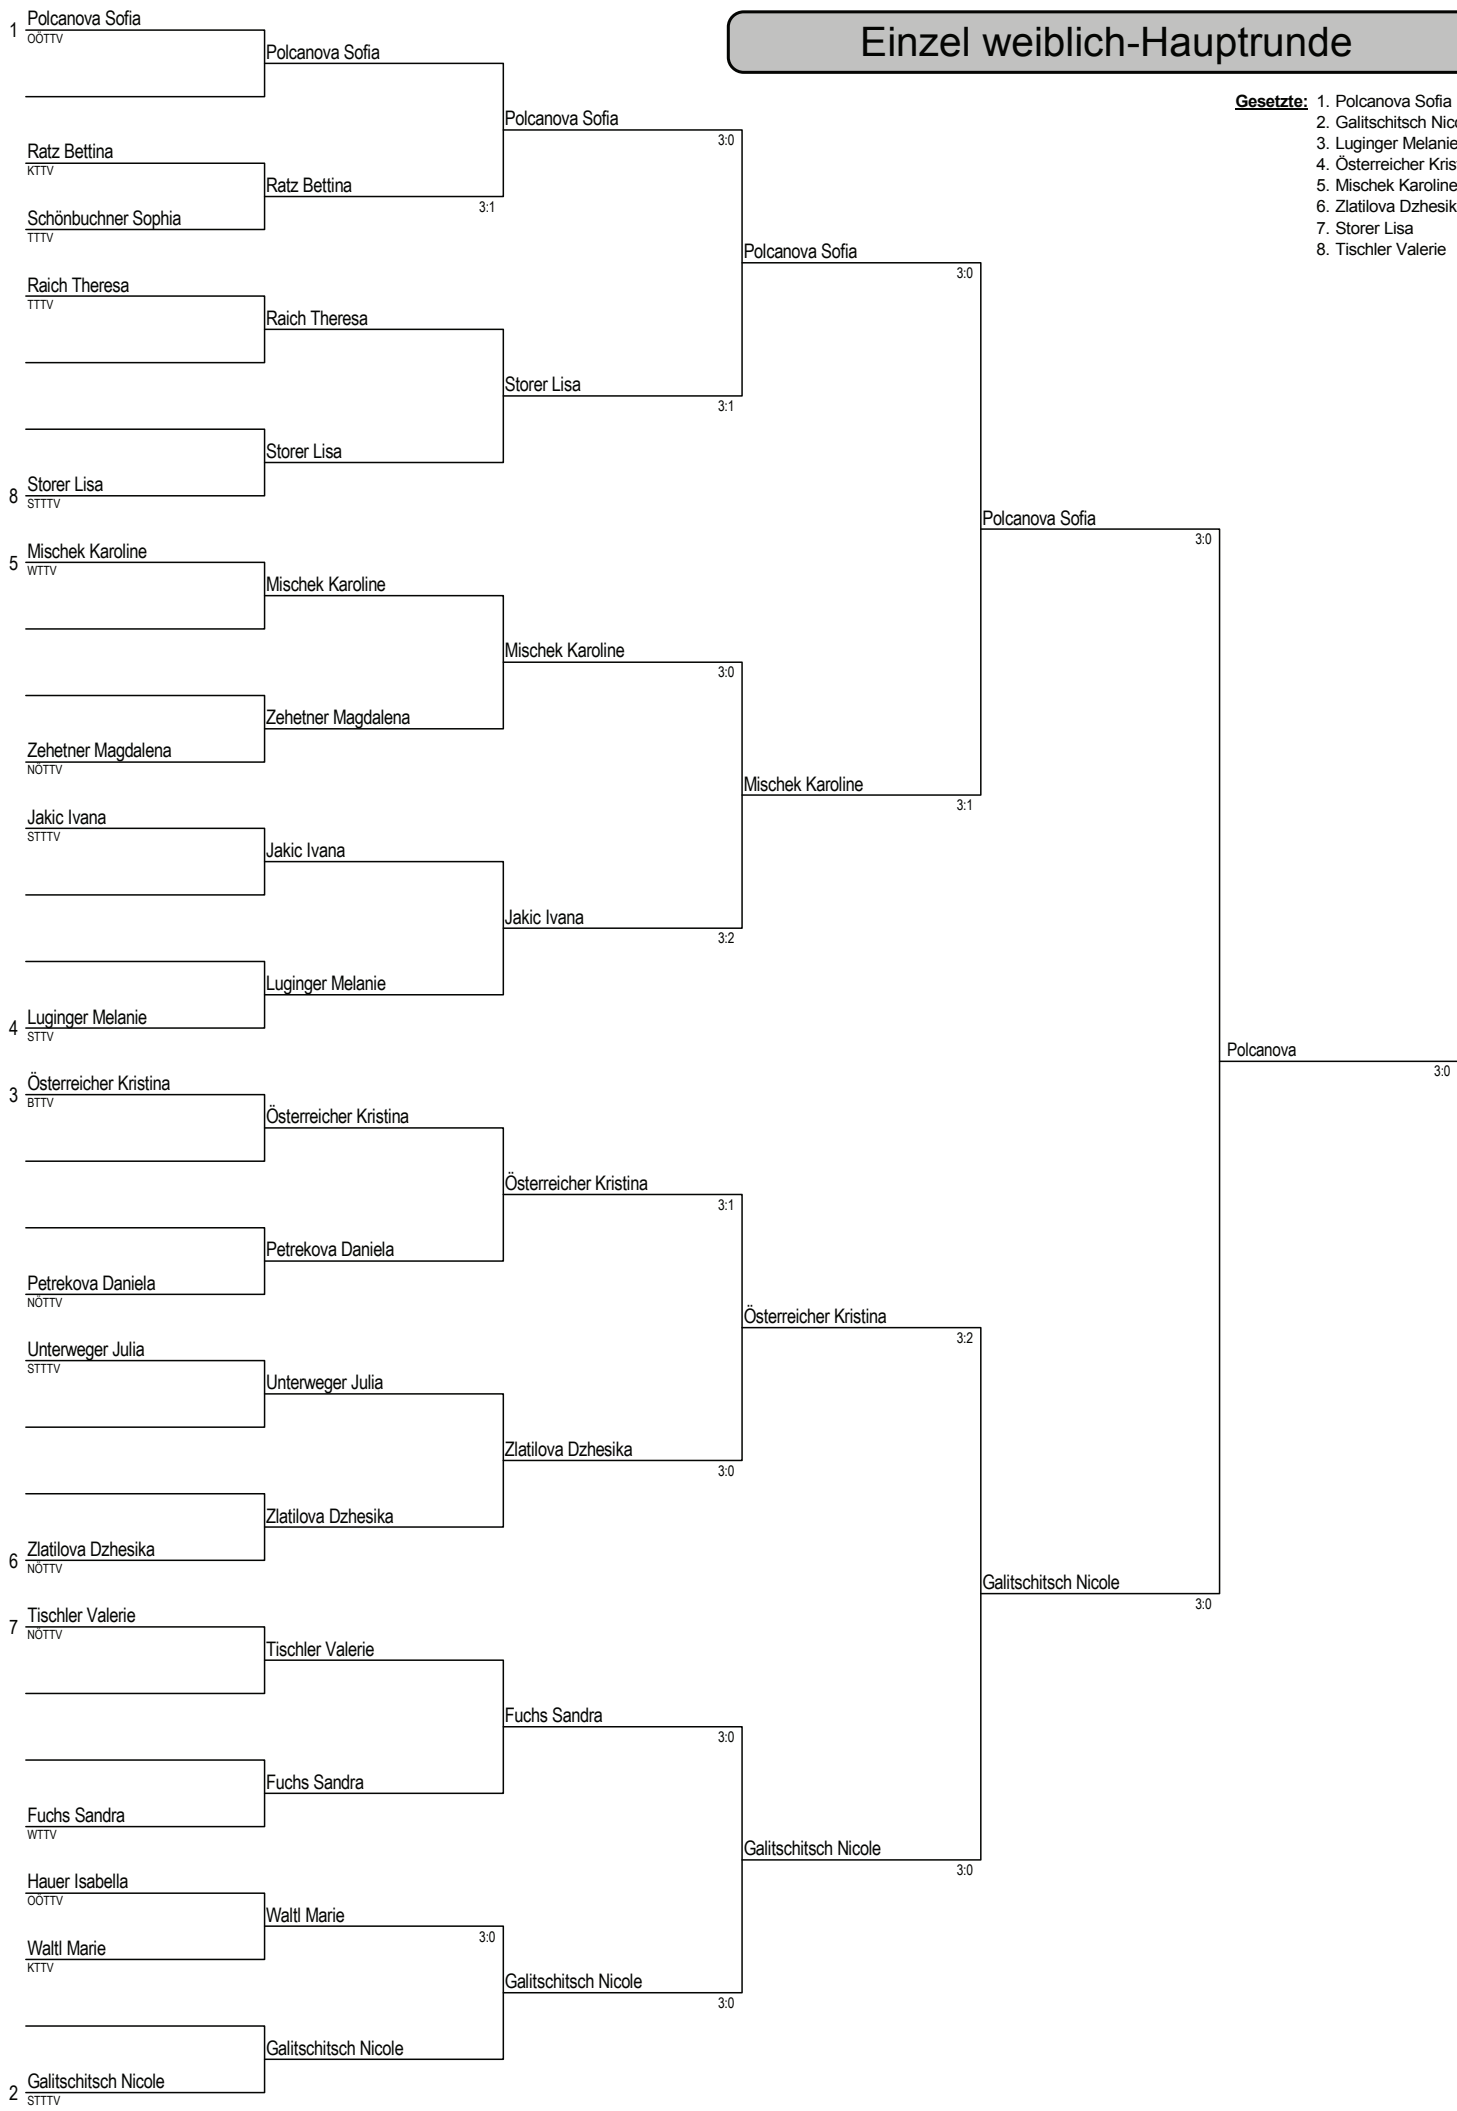 Einzel weiblich-Hauptrunde
Gesetzte: 1. Polcanova Sofia
2. Galitschitsch Nic
3. Luginger Melanie
4. Österreicher Kris
5. Mischek Karoline
6. Zlatilova Dzhesik
7. Storer Lisa
8. Tischler Valerie
1 Polcanova Sofia
OÖTTV
Polcanova Sofia
Polcanova Sofia
3:0
Ratz Bettina
KTTV
Ratz Bettina
3:1
Schönbuchner Sophia
TTTV
Polcanova Sofia
3:0
Raich Theresa
TTTV
Raich Theresa
Storer Lisa
3:1
Storer Lisa
8 Storer Lisa
STTTV
Polcanova Sofia
3:0
5 Mischek Karoline
WTTV
Mischek Karoline
Mischek Karoline
3:0
Zehetner Magdalena
Zehetner Magdalena
NÖTTV
Mischek Karoline
3:1
Jakic Ivana
STTTV
Jakic Ivana
Jakic Ivana
3:2
Luginger Melanie
4 Luginger Melanie
STTV
Polcanova
3:0
3 Österreicher Kristina
BTTV
Österreicher Kristina
Österreicher Kristina
3:1
Petrekova Daniela
Petrekova Daniela
NÖTTV
Österreicher Kristina
3:2
Unterweger Julia
STTTV
Unterweger Julia
Zlatilova Dzhesika
3:0
Zlatilova Dzhesika
6 Zlatilova Dzhesika
NÖTTV
Galitschitsch Nicole
3:0
7 Tischler Valerie
NÖTTV
Tischler Valerie
Fuchs Sandra
3:0
Fuchs Sandra
Fuchs Sandra
WTTV
Galitschitsch Nicole
3:0
Hauer Isabella
OÖTTV
Waltl Marie
3:0
Waltl Marie
KTTV
Galitschitsch Nicole
3:0
Galitschitsch Nicole
2 Galitschitsch Nicole
STTTV